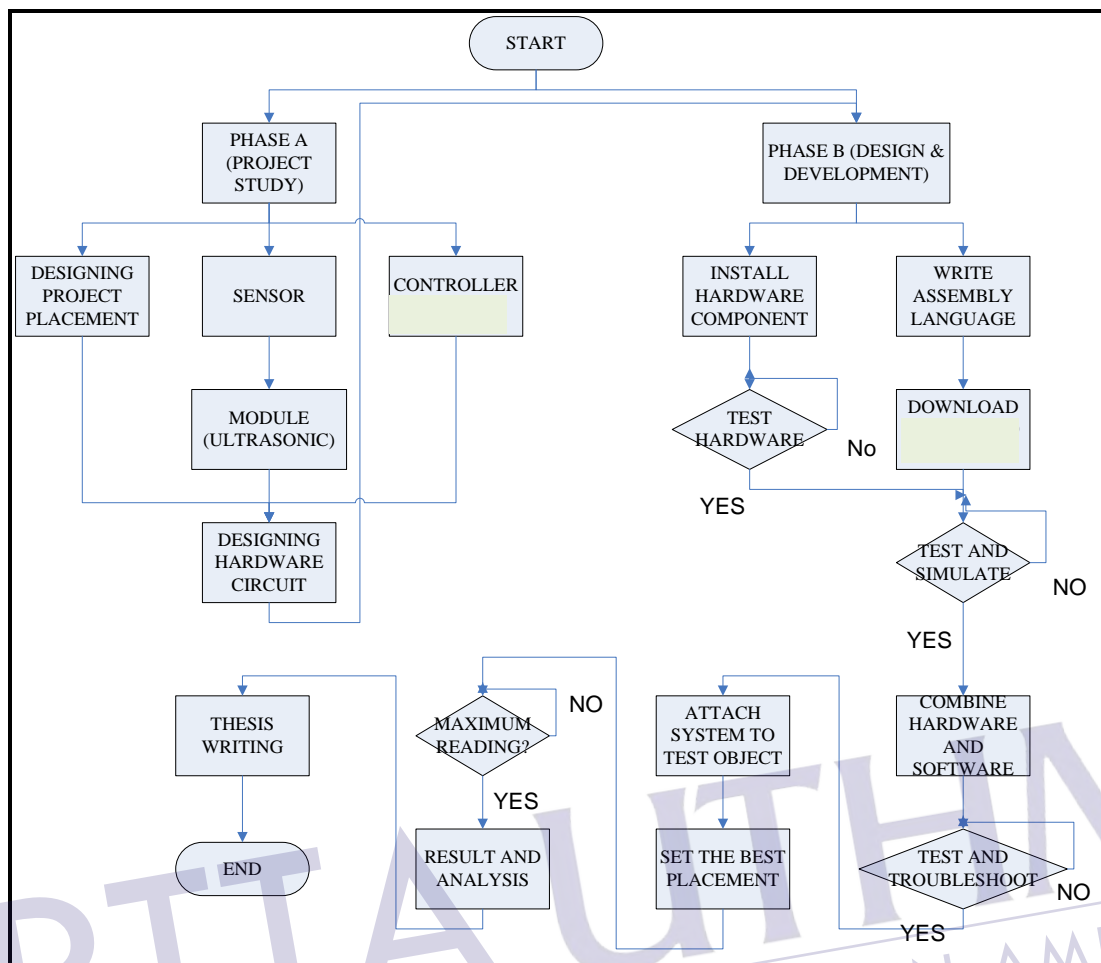 START
PHASE A
(PROJECT
STUDY)
PHASE B (DESIGN &
DEVELOPMENT)
DESIGNING
PROJECT
PLACEMENT
SENSOR
CONTROLLER
INSTALL
HARDWARE
COMPONENT
WRITE
ASSEMBLY
LANGUAGE
MODULE
(ULTRASONIC)
TEST
HARDWARE
No
YES
DOWNLOAD
DESIGNING
HARDWARE
CIRCUIT
TEST AND
SIMULATE
NO
YES
THESIS
WRITING
MAXIMUM
READING?
NO
YES
ATTACH
SYSTEM TO
TEST OBJECT
COMBINE
HARDWARE
AND
SOFTWARE
END
RESULT AND
ANALYSIS
SET THE BEST
PLACEMENT
TEST AND
TROUBLESHOOT
NO
YES
PTTA UTHM